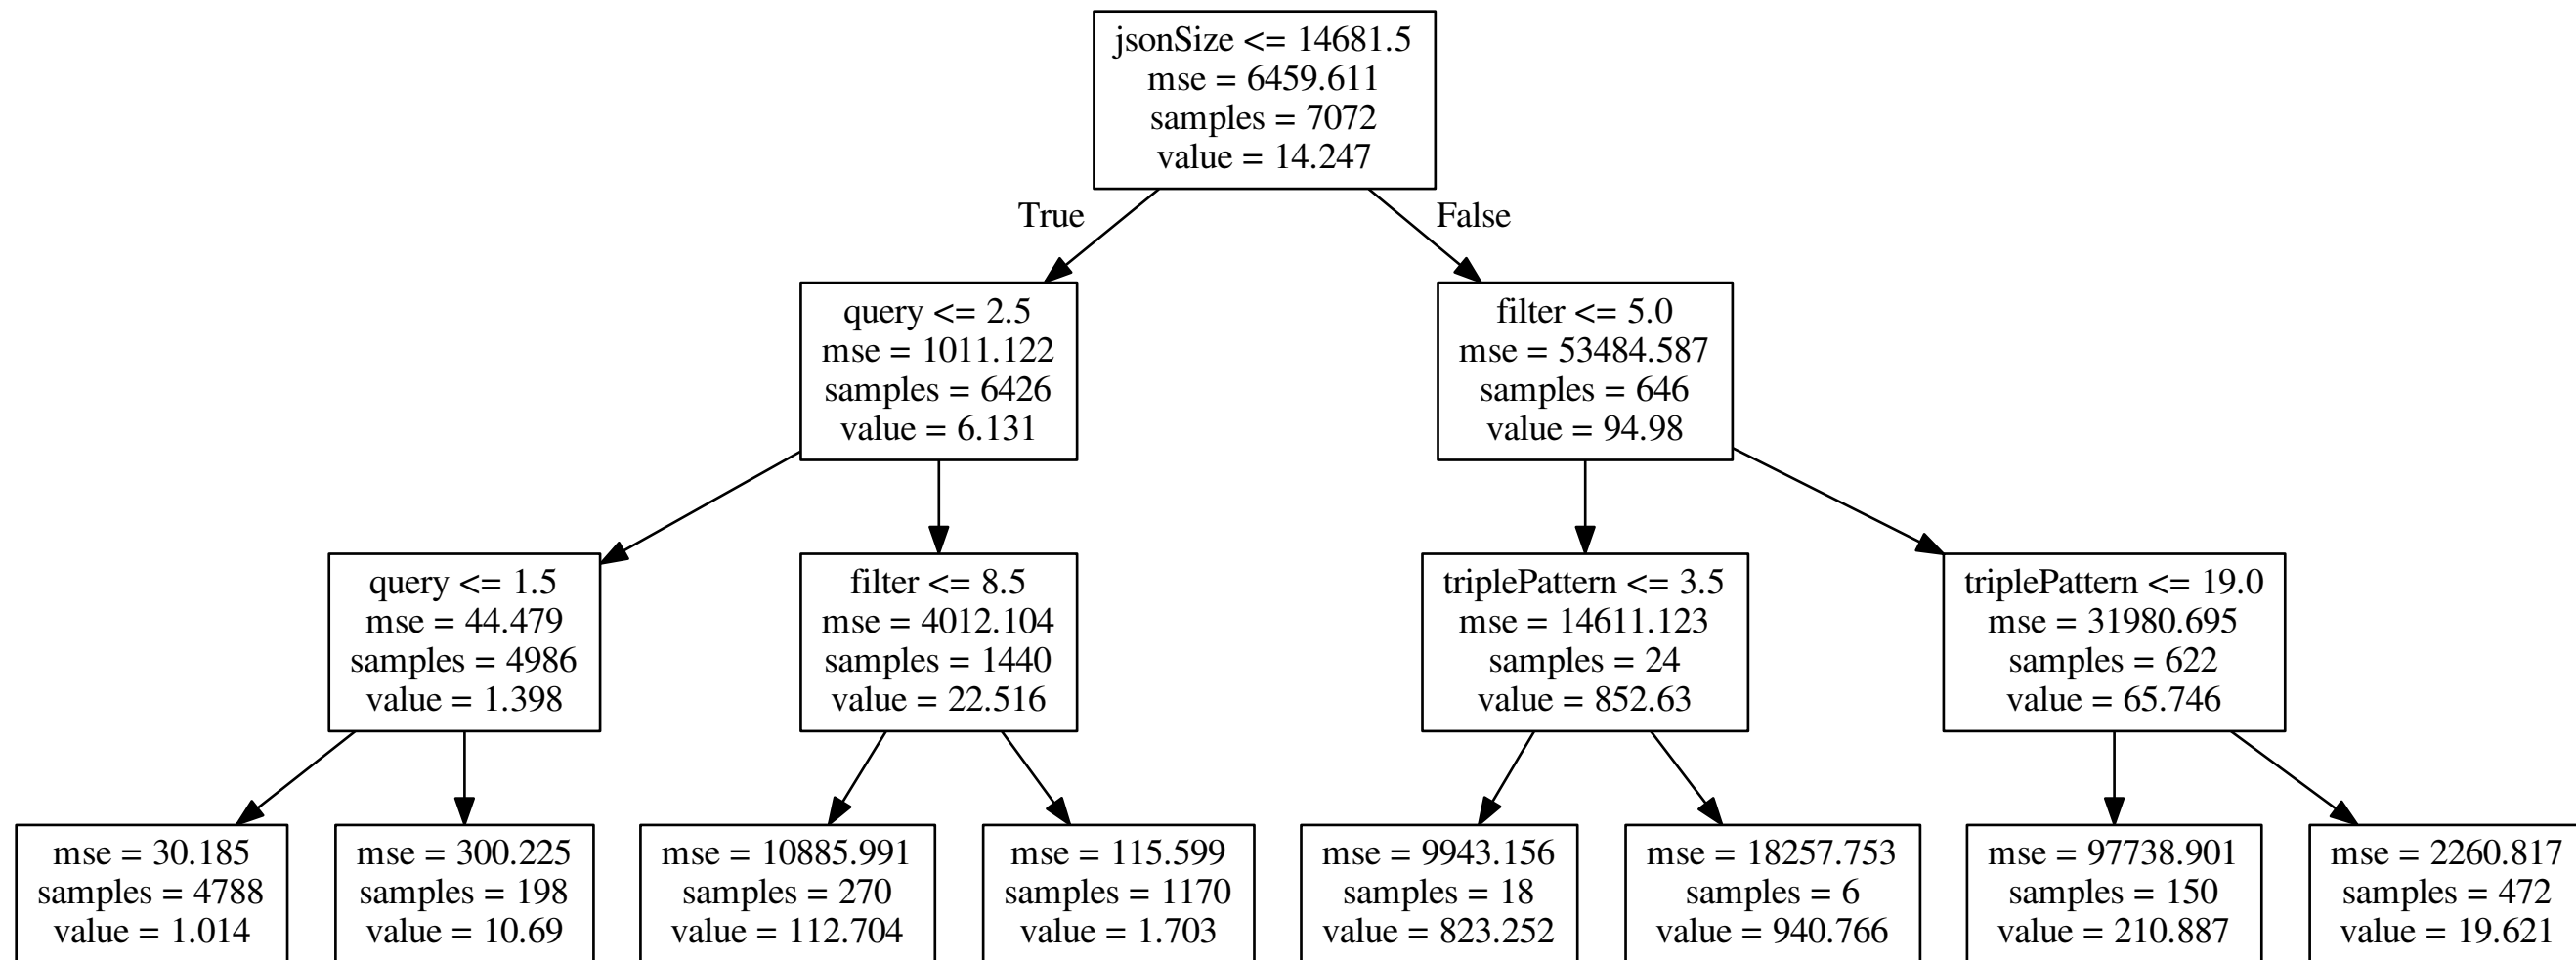 jsonSize <= 14681.5
mse = 6459.611
samples = 7072
value = 14.247
True
False
query <= 2.5
mse = 1011.122
samples = 6426
value = 6.131
filter <= 5.0
mse = 53484.587
samples = 646
value = 94.98
query <= 1.5
mse = 44.479
samples = 4986
value = 1.398
filter <= 8.5
mse = 4012.104
samples = 1440
value = 22.516
triplePattern <= 3.5
mse = 14611.123
samples = 24
value = 852.63
triplePattern <= 19.0
mse = 31980.695
samples = 622
value = 65.746
mse = 30.185
samples = 4788
value = 1.014
mse = 300.225
samples = 198
value = 10.69
mse = 10885.991
samples = 270
value = 112.704
mse = 115.599
samples = 1170
value = 1.703
mse = 9943.156
samples = 18
value = 823.252
mse = 18257.753
samples = 6
value = 940.766
mse = 97738.901
samples = 150
value = 210.887
mse = 2260.817
samples = 472
value = 19.621